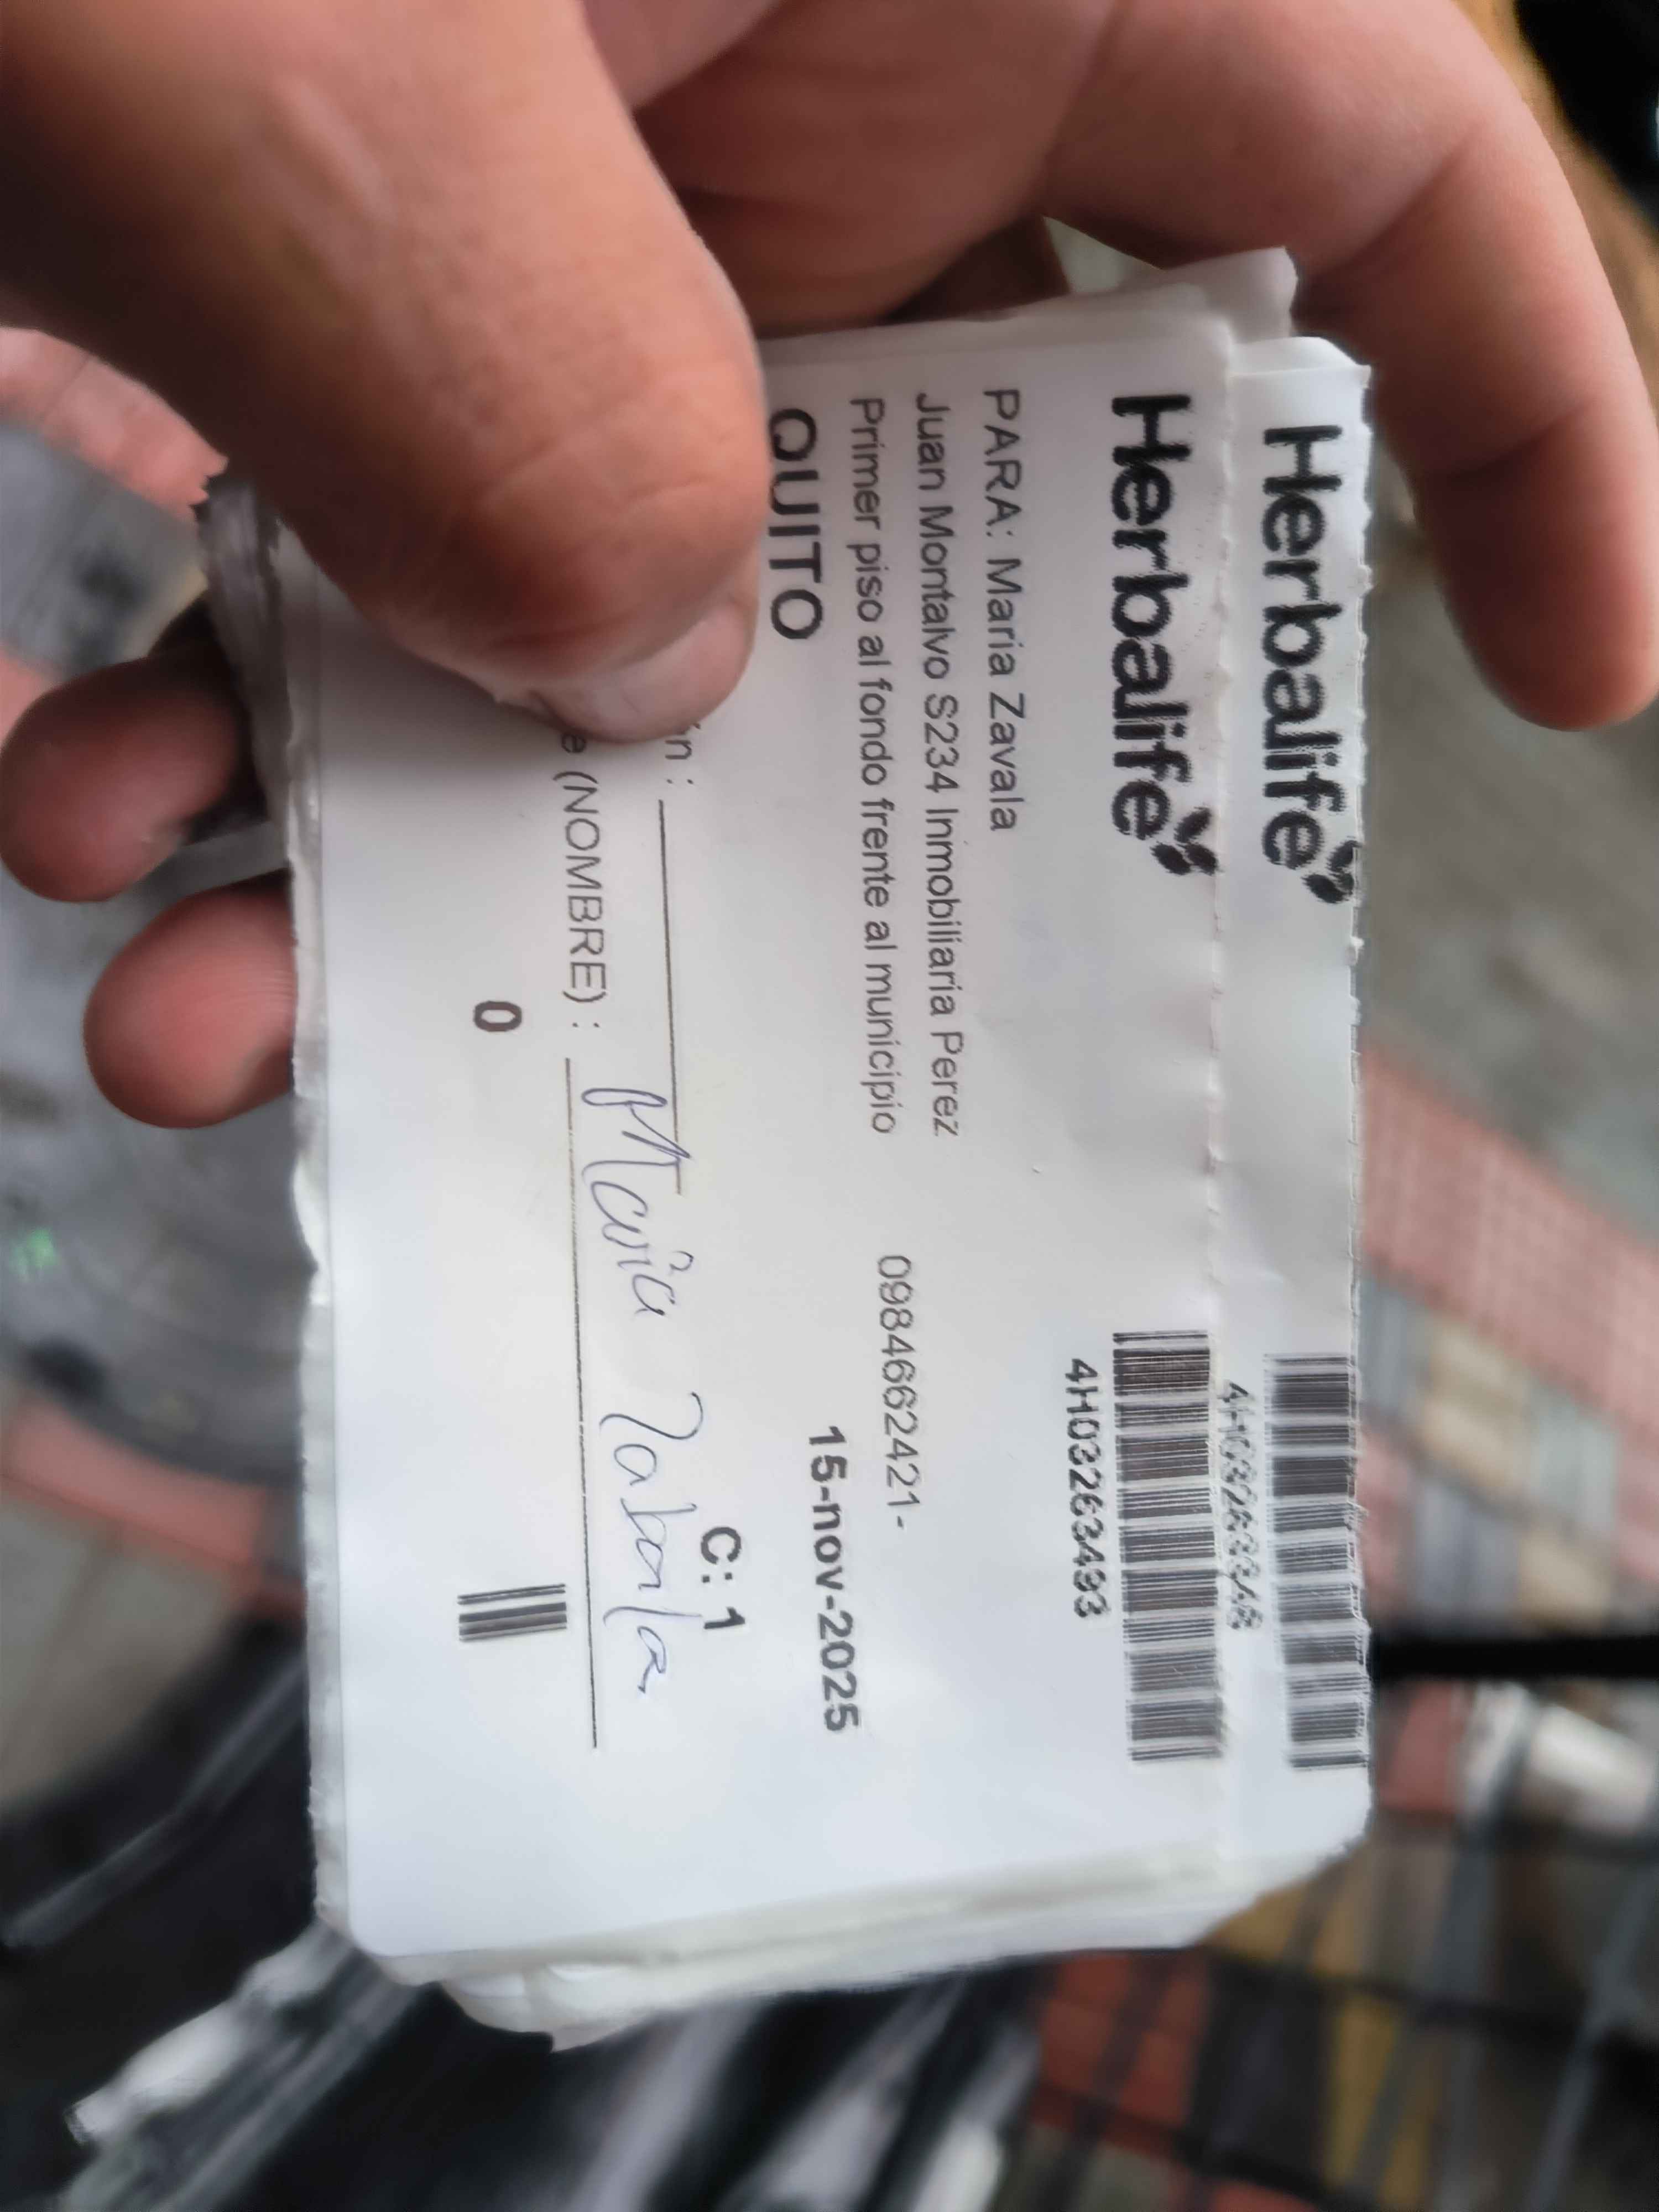 Herbalife
Herbalife
4H03263493
PARA: Maria Zavala
Juan Montalvo S234 Inmobiliaria Perez
Primer piso al fondo frente al municipio
0984662421-
QUITO
15-nov-2025
C: 1
n :
e (NOMBRE) : Maria Zabala
0